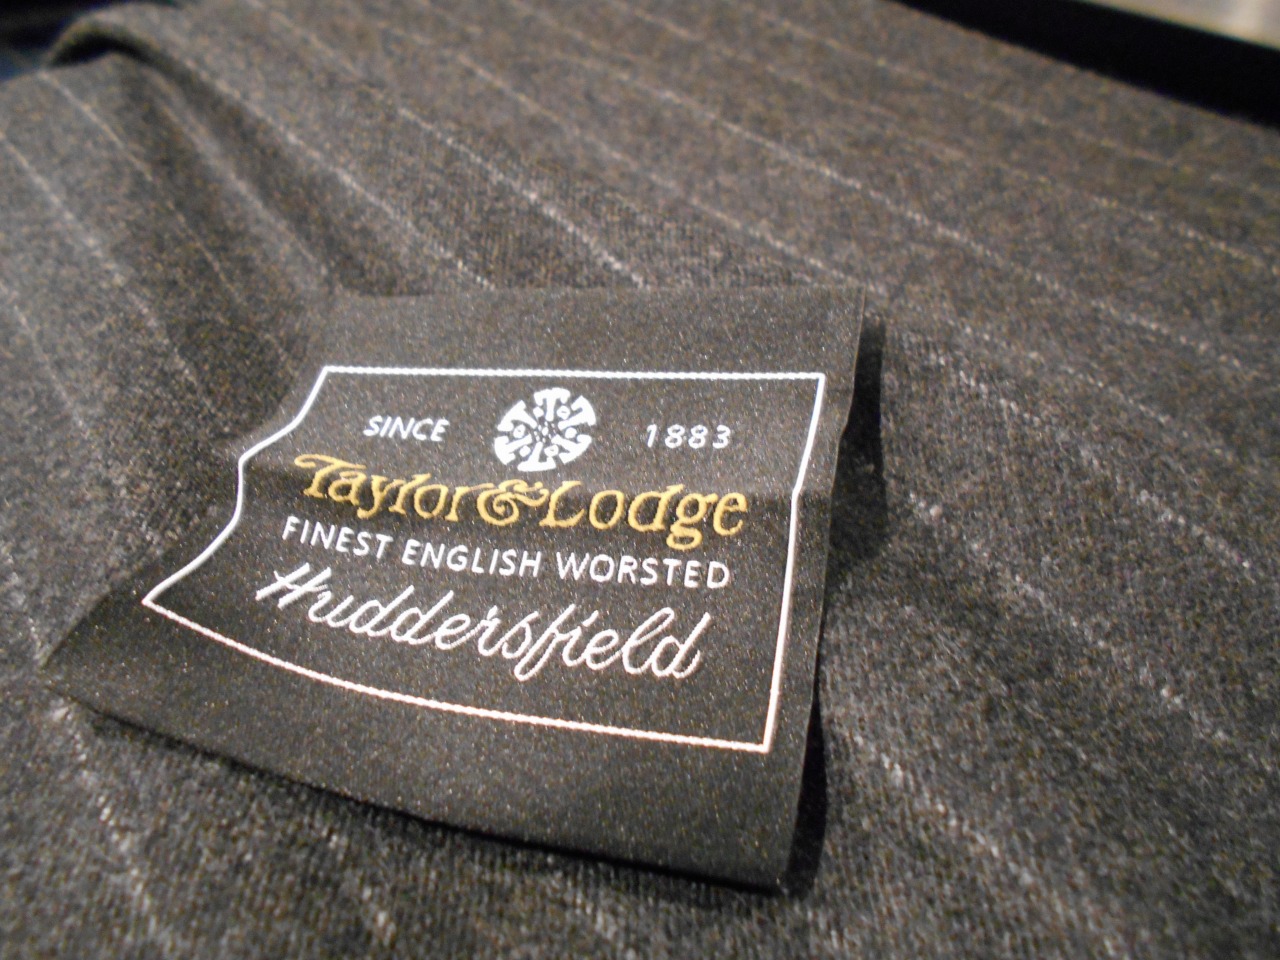 SINCE 1883
Taylor & Lodge
FINEST ENGLISH WORSTED
Huddersfield